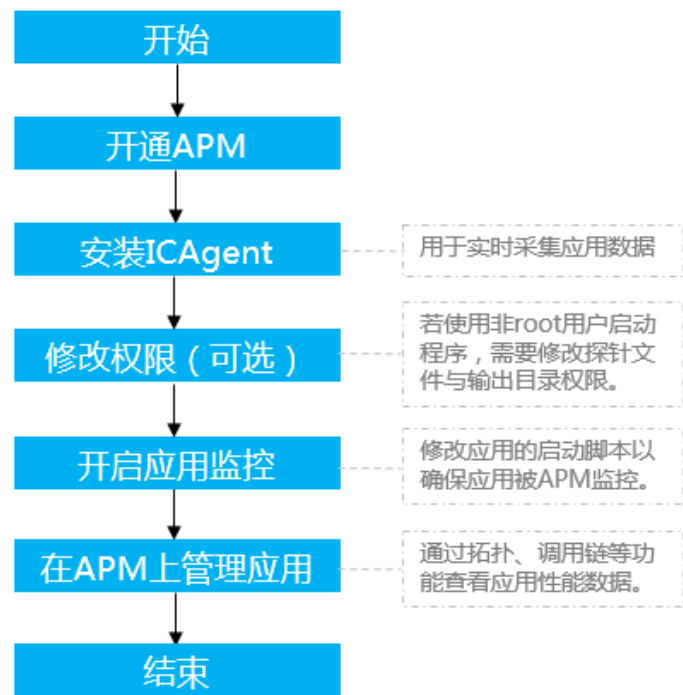 开始
开通APM
安装ICAgent
用于实时采集应用数据
修改权限（可选）
若使用非root用户启动
程序，需要修改探针文
件与输出目录权限。
开启应用监控
修改应用的启动脚本以
确保应用被APM监控。
在APM上管理应用
通过拓扑、调用链等功
能查看应用性能数据。
结束